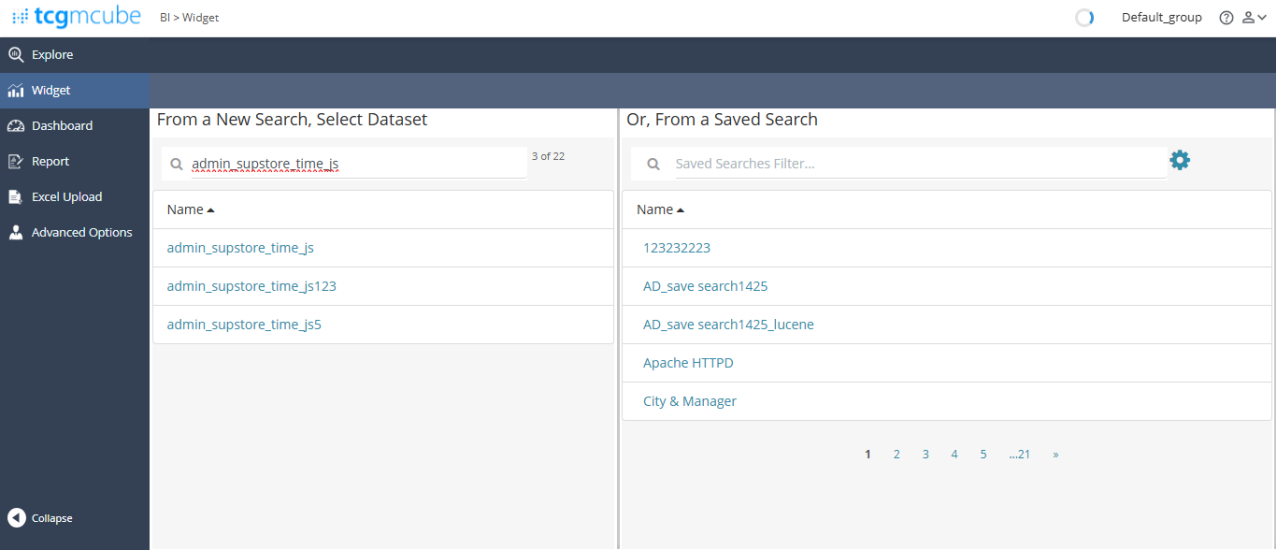 tcgmcube
BI > Widget
Default_group
Explore
Widget
Dashboard
Report
Excel Upload
Advanced Options
Collapse
From a New Search, Select Dataset
admin_supstore_time_js
3 of 22
Name
admin_supstore_time_js
admin_supstore_time_js123
admin_supstore_time_js5
Or, From a Saved Search
Saved Searches Filter...
Name
123232223
AD_save search1425
AD_save search1425_lucene
Apache HTTPD
City & Manager
1 2 3 4 5 ...21 »